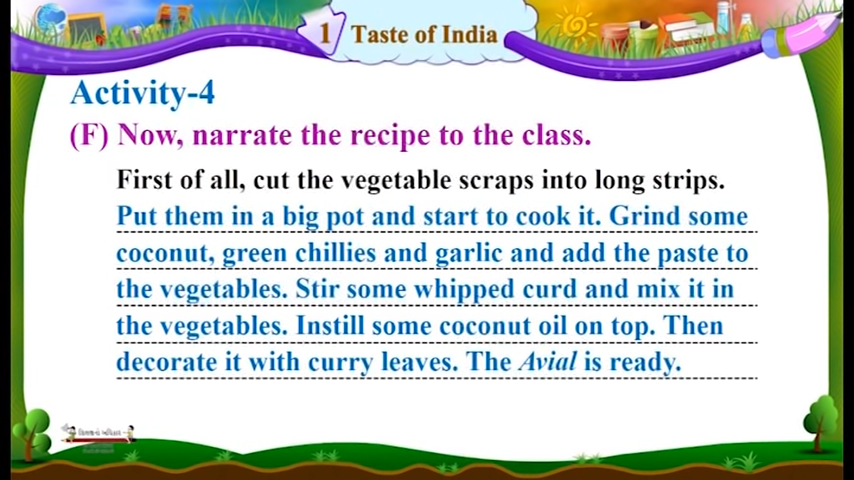 1 Taste of India
Activity-4
(F) Now, narrate the recipe to the class.
First of all, cut the vegetable scraps into long strips.
Put them in a big pot and start to cook it. Grind some
coconut, green chillies and garlic and add the paste to
the vegetables. Stir some whipped curd and mix it in
the vegetables. Instill some coconut oil on top. Then
decorate it with curry leaves. The Avial is ready.